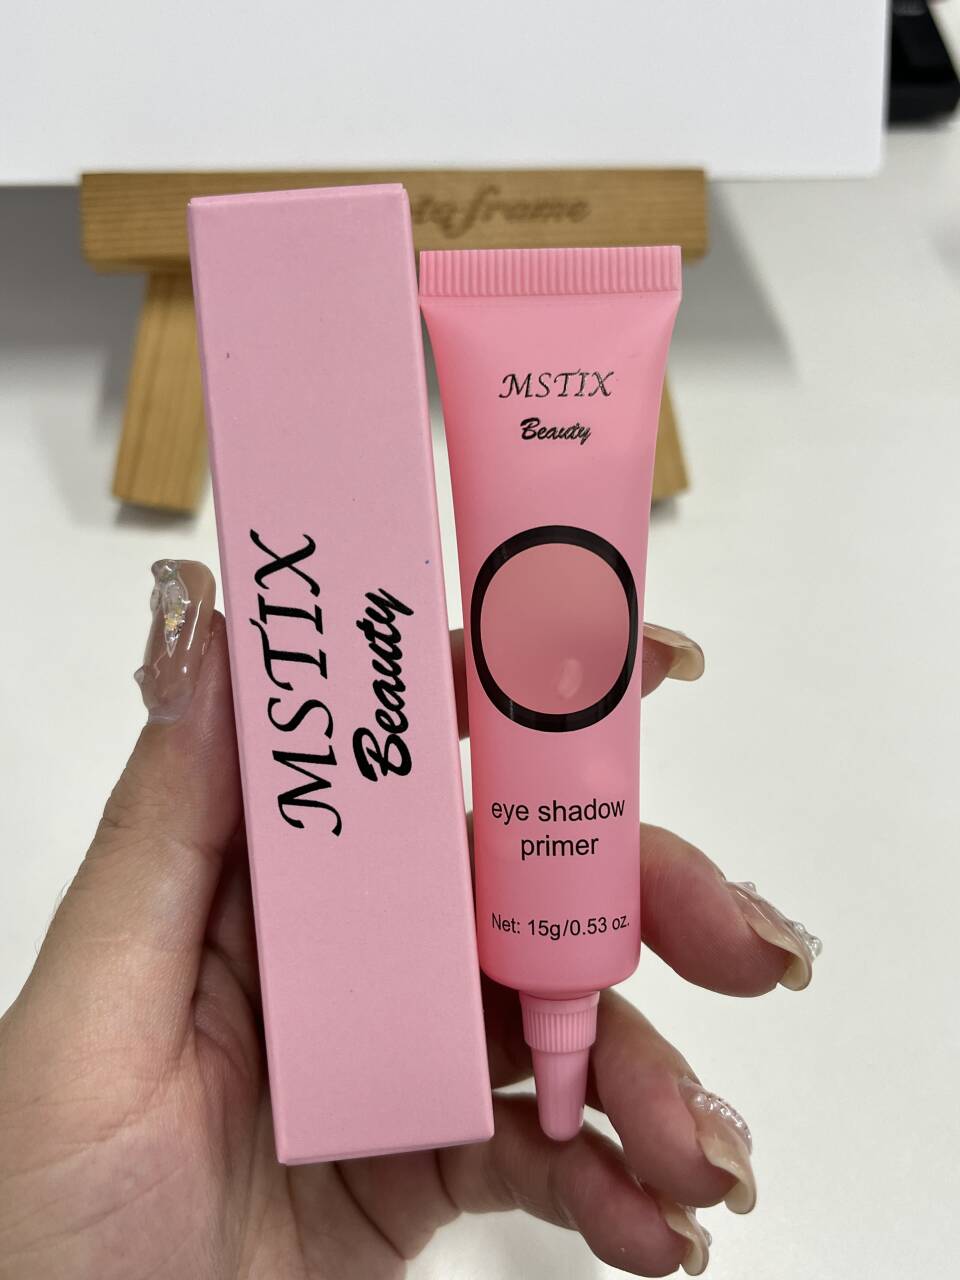 MSTIX
Beauty
MSTIX
Beauty
eye shadow
primer
Net: 15g/0.53 oz.